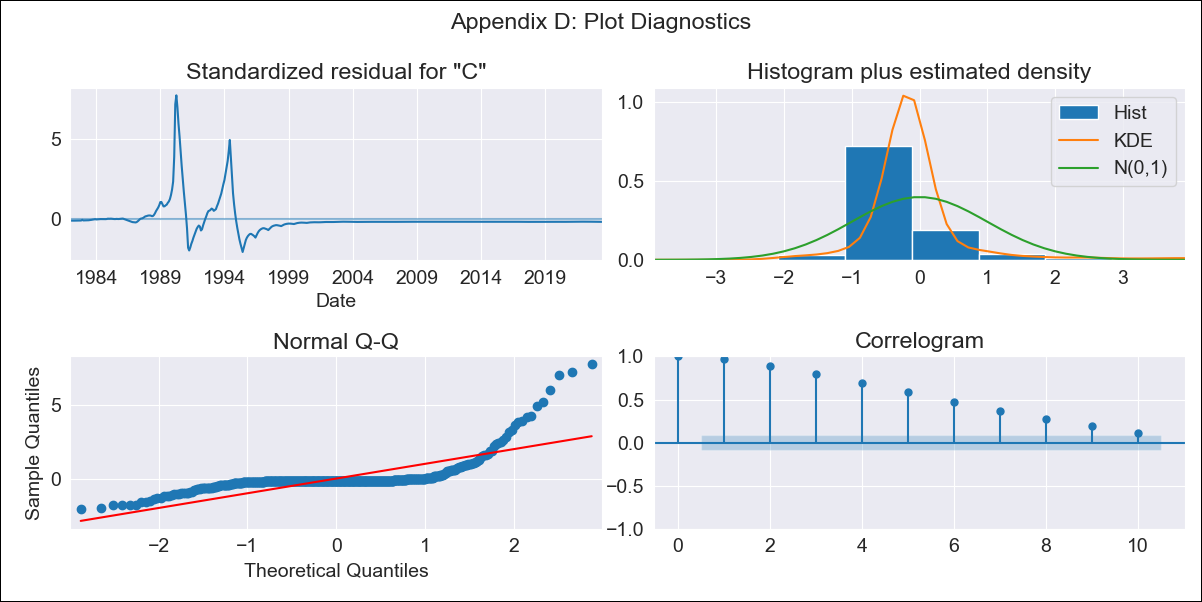 Appendix D: Plot Diagnostics
Standardized residual for "C"
5
0
1984 1989 1994 1999 2004 2009 2014 2019
Date
Histogram plus estimated density
1.0
0.5
0.0
Hist
KDE
N(0,1)
−3 −2 −1 0 1 2 3
Normal Q-Q
Sample Quantiles
5
0
−2 −1 0 1 2
Theoretical Quantiles
Correlogram
1.0
0.5
0.0
−0.5
−1.0
0 2 4 6 8 10